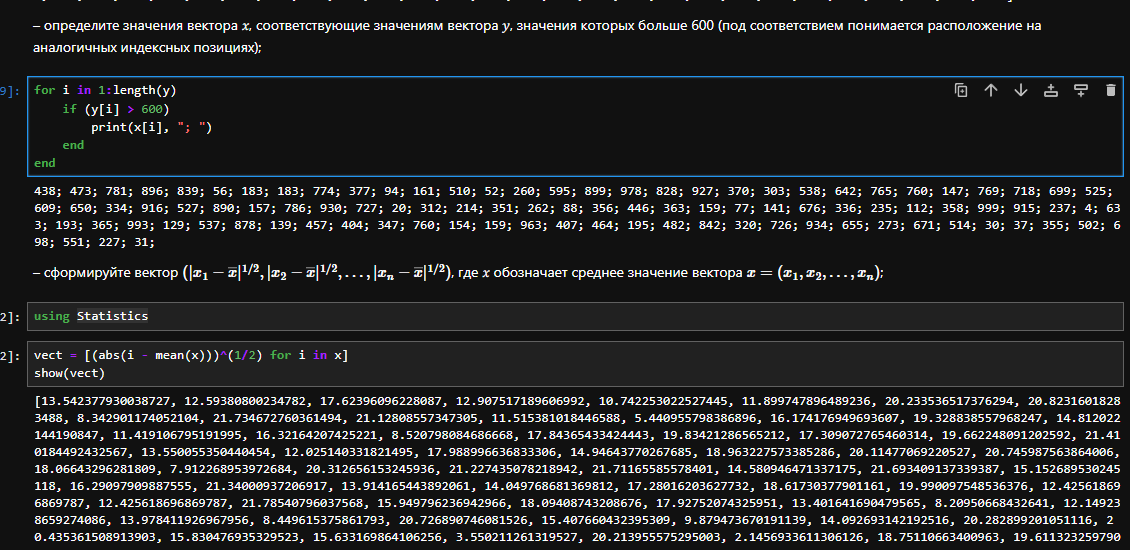 – определите значения вектора x, соответствующие значениям вектора y, значения которых больше 600 (под соответствием понимается расположение на
аналогичных индексных позициях);
9]: for i in 1:length(y)
if (y[i] > 600)
print(x[i], "; ")
end
end
438; 473; 781; 896; 839; 56; 183; 183; 774; 377; 94; 161; 510; 52; 260; 595; 899; 978; 828; 927; 370; 303; 538; 642; 765; 760; 147; 769; 718; 699; 525;
609; 650; 334; 916; 527; 890; 157; 786; 930; 727; 20; 312; 214; 351; 262; 88; 356; 446; 363; 159; 77; 141; 676; 336; 235; 112; 358; 999; 915; 237; 4; 63
3; 193; 365; 993; 129; 537; 878; 139; 457; 404; 347; 760; 154; 159; 963; 407; 464; 195; 482; 842; 320; 726; 934; 655; 273; 671; 514; 30; 37; 355; 502; 6
98; 551; 227; 31;
– сформируйте вектор (|x₁ − x̅|^1/2, |x₂ − x̅|^1/2, . . . , |xₙ − x̅|^1/2), где x обозначает среднее значение вектора x = (x₁, x₂, . . . , xₙ);
2]: using Statistics
2]: vect = [(abs(i - mean(x)))^(1/2) for i in x]
show(vect)
[13.542377930038727, 12.59380800234782, 17.62396096228087, 12.907517189606992, 10.742253022527445, 11.899747896489236, 20.233536517376294, 20.8231601828
3488, 8.342901174052104, 21.734672760361494, 21.12808557347305, 11.515381018446588, 5.440955798386896, 16.174176949693607, 19.328838557968247, 14.812022
144190847, 11.419106795191995, 16.32164207425221, 8.520798084686668, 17.84365433424443, 19.83421286565212, 17.309072765460314, 19.662248091202592, 21.41
0184492432567, 13.550055350440454, 12.025140331821495, 17.988996636833306, 14.94643770267685, 18.963227573385286, 20.11477069220527, 20.745987563864006,
18.06643296281809, 7.912268953972684, 20.312656153245936, 21.227435078218942, 21.71165585578401, 14.580946471337175, 21.693409137339387, 15.152689530245
118, 16.29097909887555, 21.34000937206917, 13.914165443892061, 14.049768681369812, 17.28016203627732, 18.61730377901161, 19.990097548536376, 12.42561869
6869787, 12.425618696869787, 21.78540796037568, 15.949796236942966, 18.09408743208676, 17.92752074325951, 13.401641690479565, 8.209506686432641, 12.14923
8659274086, 13.978411926967956, 8.449615375861793, 20.726890746081526, 15.407660432395309, 9.879473670191139, 14.092693142192516, 20.282899201051116, 2
0.435361508913903, 15.830476935329523, 15.633169864106256, 3.550211261319527, 20.213955575295003, 2.1456933611306126, 18.75110663400963, 19.611323259790